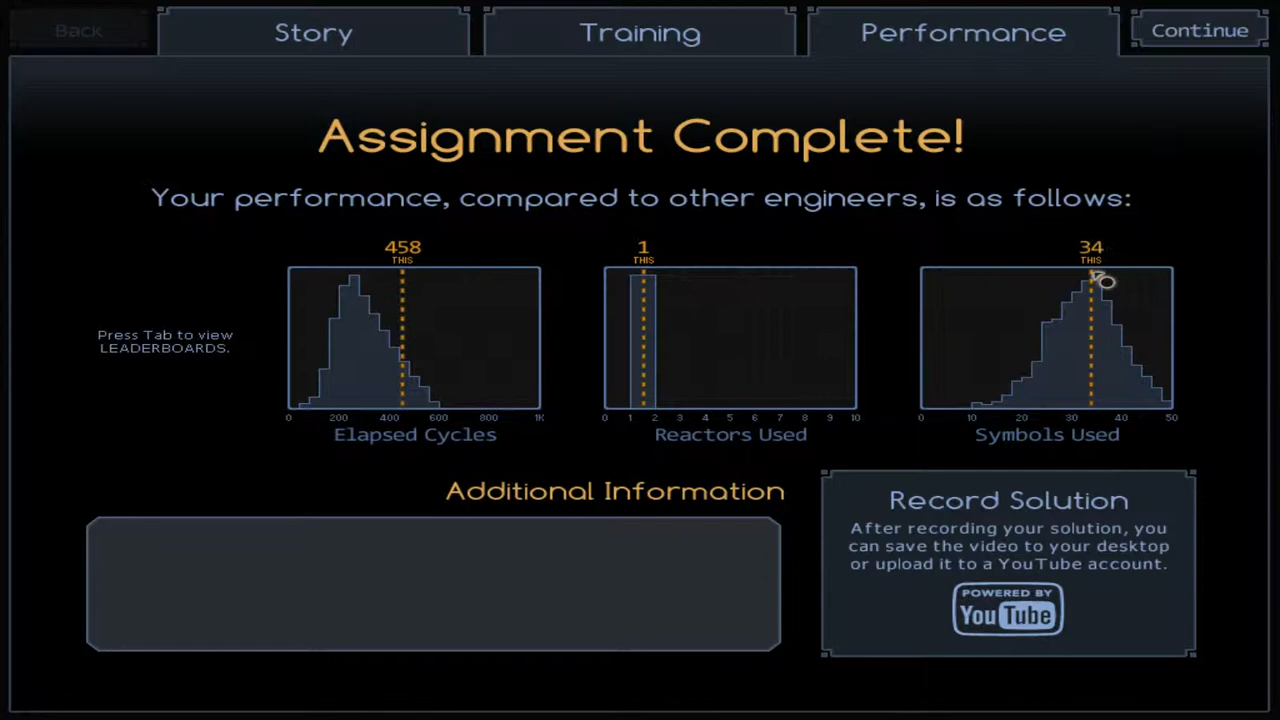 Back
Story
Training
Performance
Continue
Assignment Complete!
Your performance, compared to other engineers, is as follows:
Press Tab to view
LEADERBOARDS.
458
THIS
0 200 400 600 800 1K
Elapsed Cycles
1
THIS
0 1 2 3 4 5 6 7 8 9 10
Reactors Used
34
THIS
0 10 20 30 40 50
Symbols Used
Additional Information
Record Solution
After recording your solution, you
can save the video to your desktop
or upload it to a YouTube account.
POWERED BY
YouTube